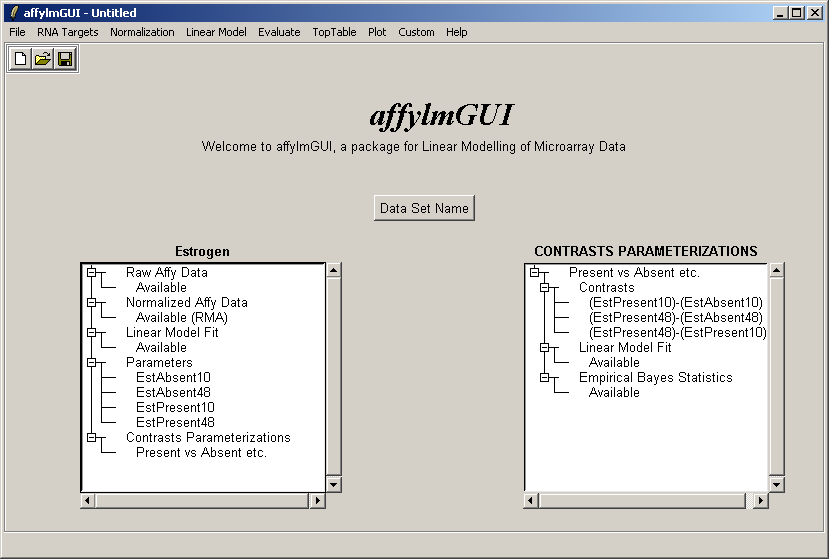 affylmGUI - Untitled
File RNA Targets Normalization Linear Model Evaluate TopTable Plot Custom Help
affylmGUI
Welcome to affylmGUI, a package for Linear Modelling of Microarray Data
Data Set Name
Estrogen
Raw Affy Data
Available
Normalized Affy Data
Available (RMA)
Linear Model Fit
Available
Parameters
EstAbsent10
EstAbsent48
EstPresent10
EstPresent48
Contrasts Parameterizations
Present vs Absent etc.
CONTRASTS PARAMETERIZATIONS
Present vs Absent etc.
Contrasts
(EstPresent10)-(EstAbsent10)
(EstPresent48)-(EstAbsent48)
(EstPresent48)-(EstPresent10)
Linear Model Fit
Available
Empirical Bayes Statistics
Available